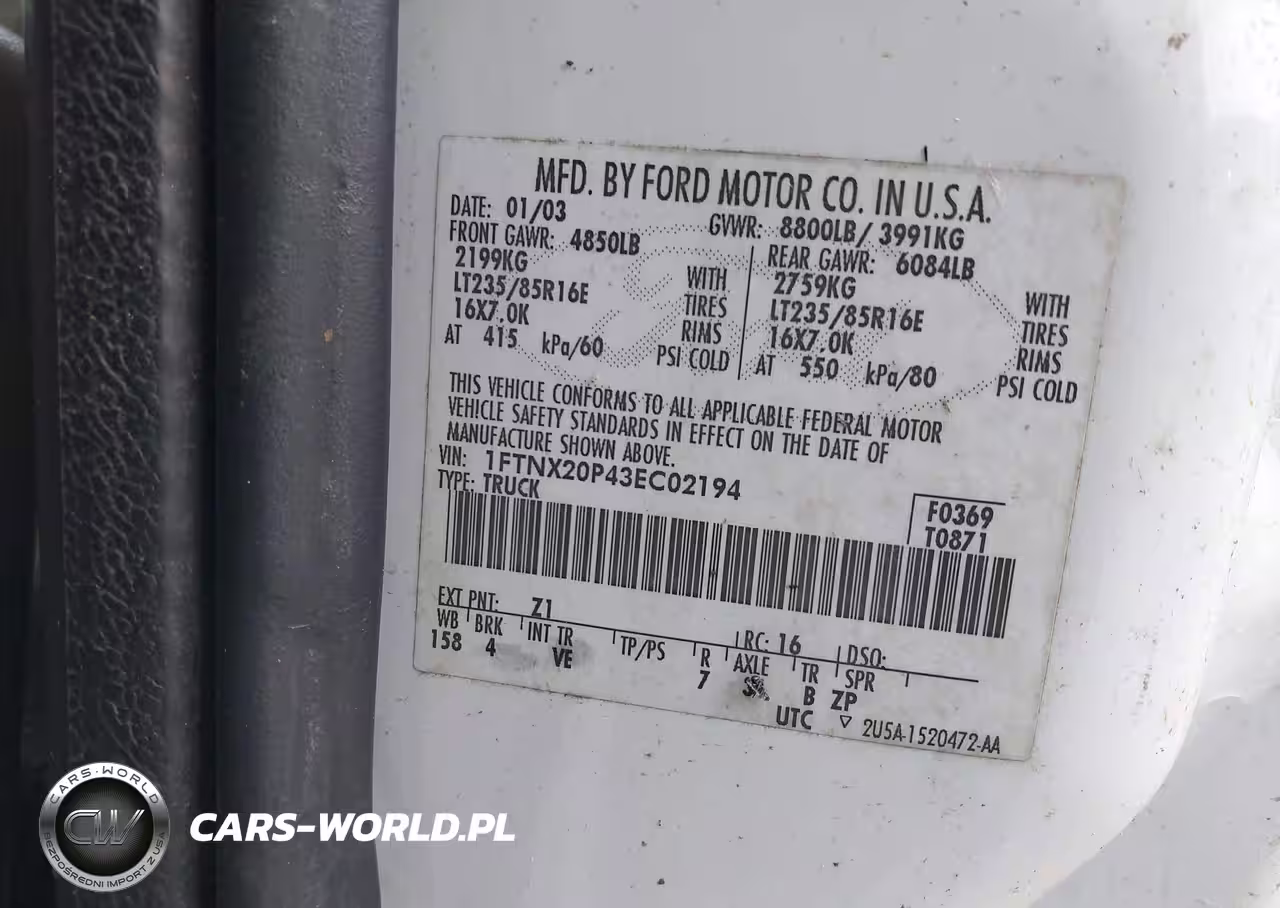 MFD. BY FORD MOTOR CO. IN U.S.A.
DATE: 01/03 GVWR: 8800LB/ 3991KG
FRONT GAWR: 4850LB REAR GAWR: 6084LB
2199KG WITH 2759KG WITH
LT235/85R16E TIRES LT235/85R16E TIRES
16X7.0K RIMS 16X7.0K RIMS
AT 415 kPa/60 PSI COLD AT 550 kPa/80 PSI COLD
THIS VEHICLE CONFORMS TO ALL APPLICABLE FEDERAL MOTOR
VEHICLE SAFETY STANDARDS IN EFFECT ON THE DATE OF
MANUFACTURE SHOWN ABOVE.
VIN: 1FTNX20P43EC02194
TYPE: TRUCK
F0369
T0871
EXT PNT: Z1 RC: 16 DSO:
WB BRK INT TR TP/PS R AXLE TR SPR
158 4 VE 7 B ZP
UTC ▽ 2U5A-1520472-AA
CARS-WORLD
CW
BEZPOŚREDNI IMPORT Z USA
CARS-WORLD.PL